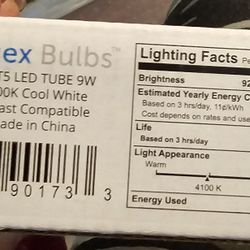 ex Bulbs™
T5 LED TUBE 9W
00K Cool White
ast Compatible
ade in China
90173 3
Lighting Facts Pe
Brightness 92
Estimated Yearly Energy C
Based on 3 hrs/day, 11¢/kWh
Cost depends on rates and use
Life
Based on 3 hrs/day
Light Appearance
Warm
4100 K
Energy Used